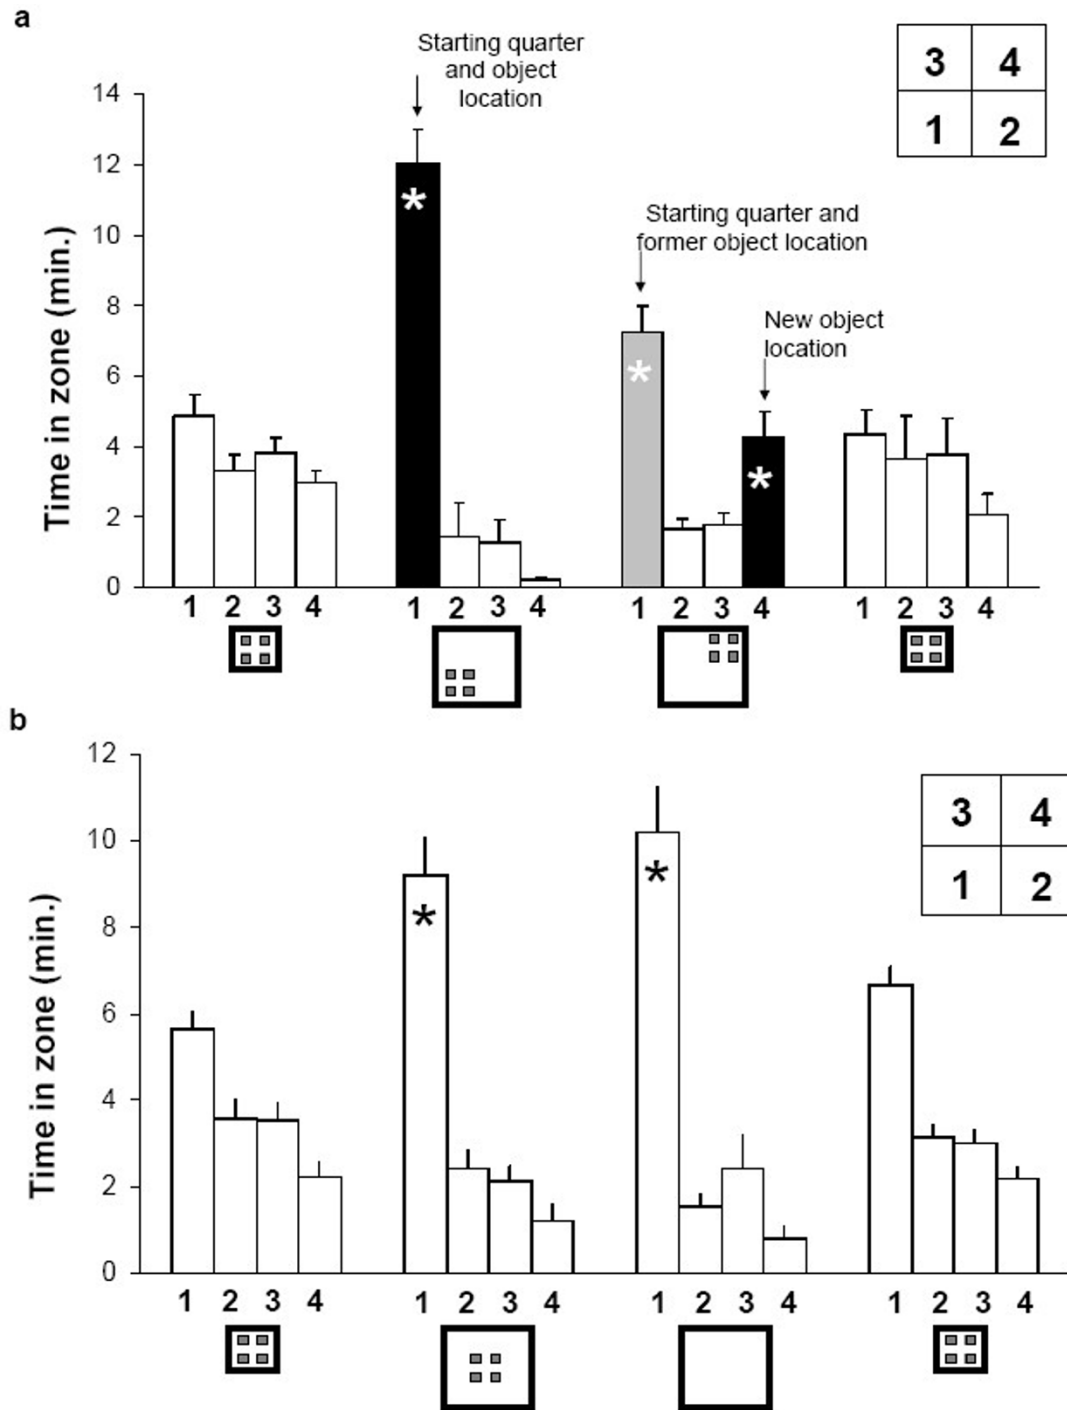 a
Starting quarter
and object
location
3 4
1 2
14
12
10
8
6
4
2
0
Time in zone (min.)
*
Starting quarter and
former object location
*
New object
location
*
1 2 3 4 1 2 3 4 1 2 3 4 1 2 3 4
b
12
10
8
6
4
2
0
Time in zone (min.)
*
*
3 4
1 2
1 2 3 4 1 2 3 4 1 2 3 4 1 2 3 4